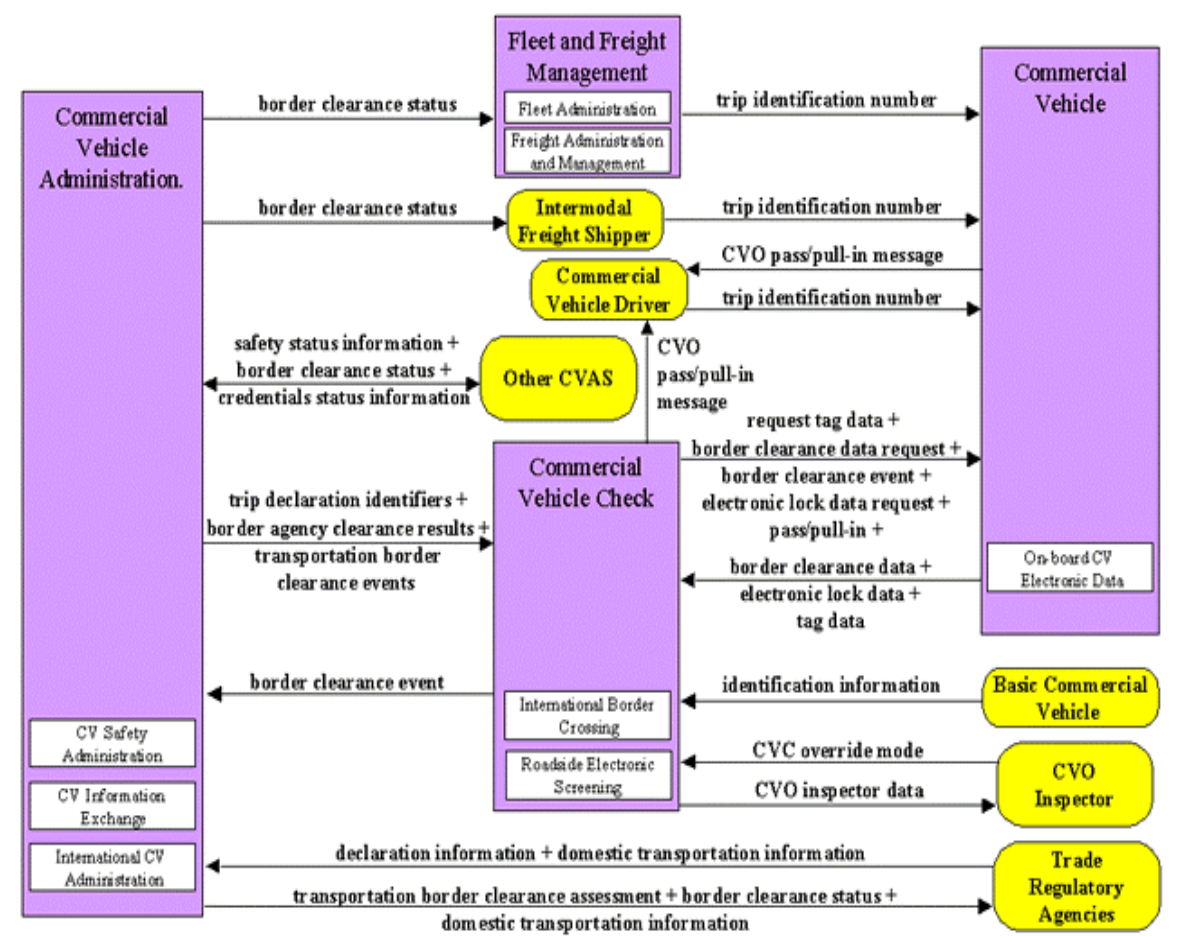 Fleet and Freight
Management
Fleet Administration
Freight Administration
and Management
Commercial
Vehicle
Commercial
Vehicle
Administration.
border clearance status
trip identification number
border clearance status
Intermodal
Freight Shipper
trip identification number
CVO pass/pull-in message
Commercial
Vehicle Driver
trip identification number
safety status information +
border clearance status +
credentials status information
Other CVAS
CVO
pass/pull-in
message
request tag data +
border clearance data request +
border clearance event +
electronic lock data request +
pass/pull-in +
Commercial
Vehicle Check
trip declaration identifiers +
border agency clearance results +
transportation border
clearance events
On-board CV
Electronic Data
border clearance data +
electronic lock data +
tag data
border clearance event
identification information
Basic Commercial
Vehicle
International Border
Crossing
Roadside Electronic
Screening
CV Safety
Administration
CV Information
Exchange
International CV
Administration
CVC override mode
CVO inspector data
CVO
Inspector
declaration information + domestic transportation information
transportation border clearance assessment + border clearance status +
domestic transportation information
Trade
Regulatory
Agencies